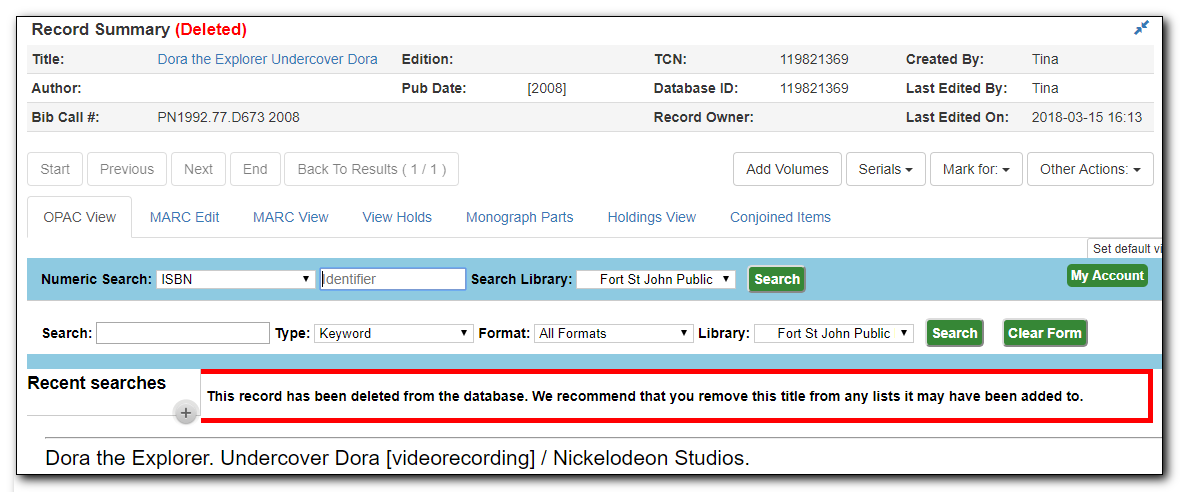 Record Summary (Deleted)
Title: Dora the Explorer Undercover Dora Edition: TCN: 119821369 Created By: Tina
Author: Pub Date: [2008] Database ID: 119821369 Last Edited By: Tina
Bib Call #: PN1992.77.D673 2008 Record Owner: Last Edited On: 2018-03-15 16:13
Start Previous Next End Back To Results ( 1 / 1 ) Add Volumes Serials Mark for: Other Actions:
OPAC View MARC Edit MARC View View Holds Monograph Parts Holdings View Conjoined Items
Set default vi
Numeric Search: ISBN Identifier Search Library: Fort St John Public Search My Account
Search: Type: Keyword Format: All Formats Library: Fort St John Public Search Clear Form
Recent searches
+
This record has been deleted from the database. We recommend that you remove this title from any lists it may have been added to.
Dora the Explorer. Undercover Dora [videorecording] / Nickelodeon Studios.